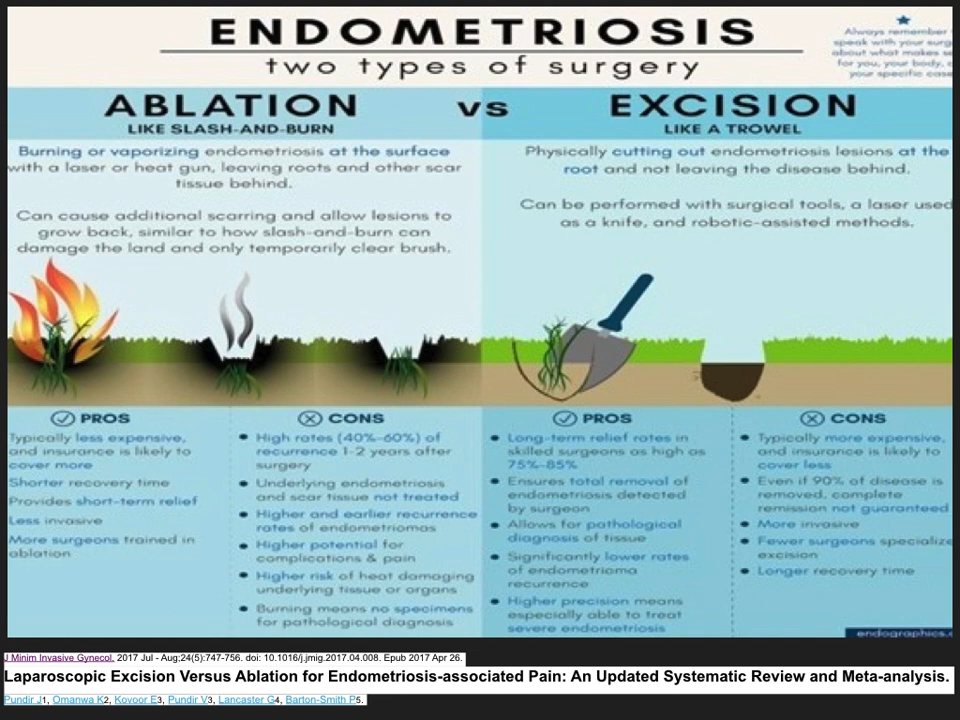 ENDOMETRIOSIS
two types of surgery
Always remember
speak with your surg
about what makes se
for you, your body,
your specific case
ABLATION
LIKE SLASH-AND-BURN
vs
EXCISION
LIKE A TROWEL
Burning or vaporizing endometriosis at the surface
with a laser or heat gun, leaving roots and other scar
tissue behind.
Can cause additional scarring and allow lesions to
grow back, similar to how slash-and-burn can
damage the land and only temporarily clear brush.
Physically cutting out endometriosis lesions at the
root and not leaving the disease behind.
Can be performed with surgical tools, a laser used
as a knife, and robotic-assisted methods.
PROS
Typically less expensive,
and insurance is likely to
cover more
Shorter recovery time
Provides short-term relief
Less invasive
More surgeons trained in
ablation
CONS
• High rates (40%-60%) of
recurrence 1-2 years after
surgery
• Underlying endometriosis
and scar tissue not treated
• Higher and earlier recurrence
rates of endometriomas
• Higher potential for
complications & pain
• Higher risk of heat damaging
underlying tissue or organs
• Burning means no specimens
for pathological diagnosis
PROS
• Long-term relief rates in
skilled surgeons as high as
75%-85%
• Ensures total removal of
endometriosis detected
by surgeon
• Allows for pathological
diagnosis of tissue
• Significantly lower rates
of endometrioma
recurrence
• Higher precision means
especially able to treat
severe endometriosis
CONS
• Typically more expensive,
and insurance is likely to
cover less
• Even if 90% of disease is
removed, complete
remission not guaranteed
• More invasive
• Fewer surgeons specialize
excision
• Longer recovery time
endographics.
J Minim Invasive Gynecol. 2017 Jul - Aug;24(5):747-756. doi: 10.1016/j.jmig.2017.04.008. Epub 2017 Apr 26.
Laparoscopic Excision Versus Ablation for Endometriosis-associated Pain: An Updated Systematic Review and Meta-analysis.
Pundir J1, Omanwa K2, Kovoor E3, Pundir V3, Lancaster G4, Barton-Smith P5.